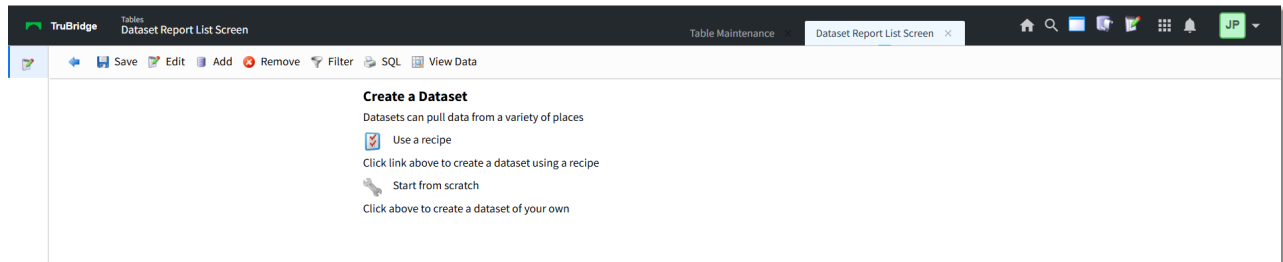 TruBridge
Tables
Dataset Report List Screen
Table Maintenance ×
Dataset Report List Screen ×
JP
Save Edit Add Remove Filter SQL View Data
Create a Dataset
Datasets can pull data from a variety of places
Use a recipe
Click link above to create a dataset using a recipe
Start from scratch
Click above to create a dataset of your own